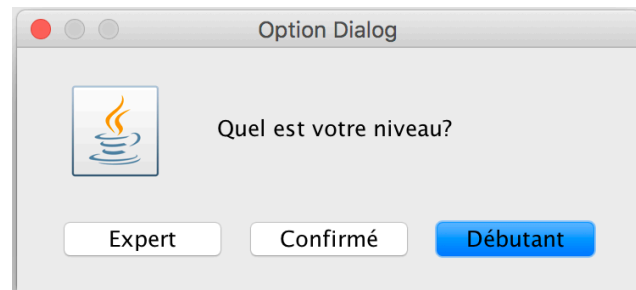 Option Dialog
Quel est votre niveau?
Expert Confirmé Débutant